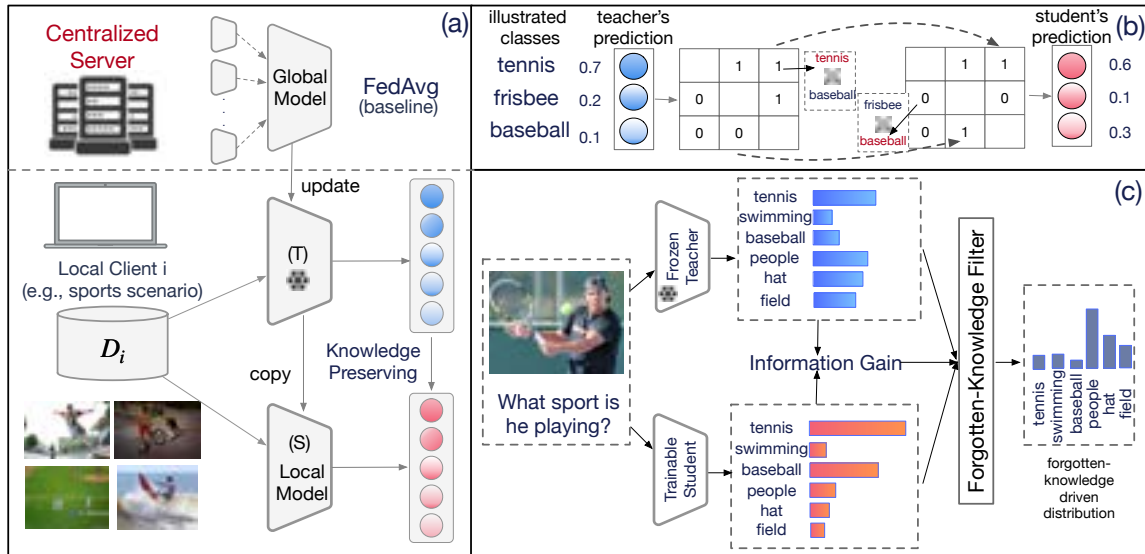 (a)
Centralized
Server
Global
Model
FedAvg
(baseline)
update
(T)
Local Client i
(e.g., sports scenario)
D_i
Knowledge
Preserving
copy
(S)
Local
Model
(b)
illustrated
classes
teacher's
prediction
student's
prediction
tennis 0.7
frisbee 0.2
baseball 0.1
1 1
0 1
0 0
tennis
baseball
frisbee
baseball
1 1
0 0
0 1
0.6
0.1
0.3
(c)
What sport is
he playing?
Frozen
Teacher
Trainable
Student
tennis
swimming
baseball
people
hat
field
Information Gain
tennis
swimming
baseball
people
hat
field
Forgotten-Knowledge Filter
tennis
swimming
baseball
people
hat
field
forgotten-
knowledge
driven
distribution